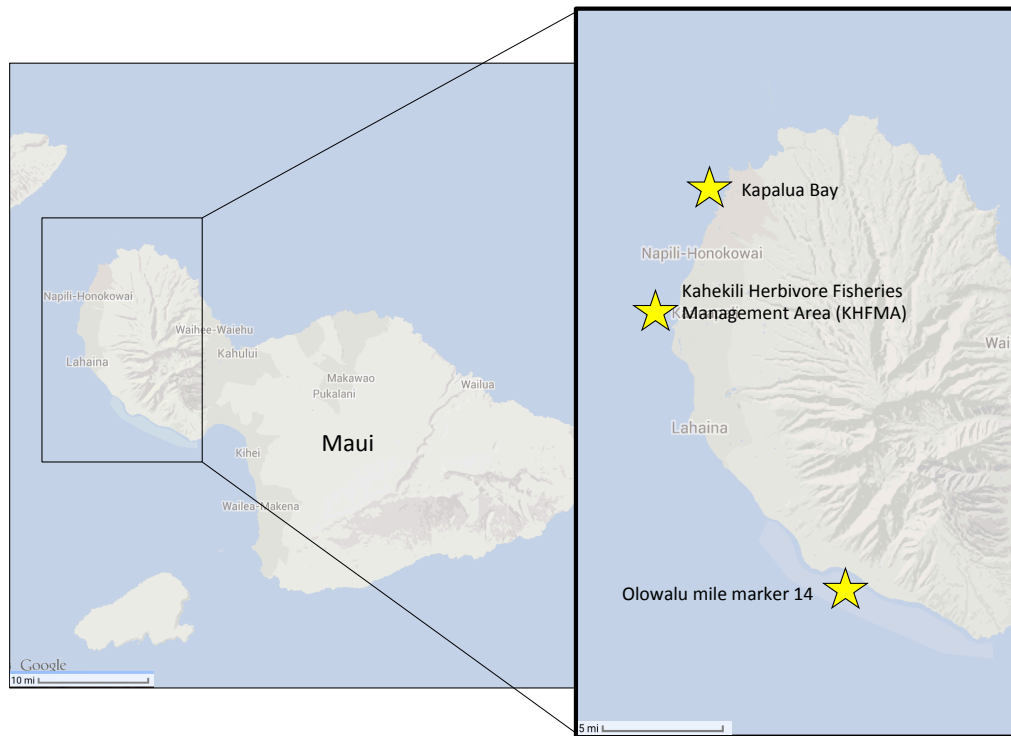 Napili-Honokowai
Waihee-Waiehu
Kahului
Lahaina
Makawao
Pukalani
Wailua
Maui
Kihei
Wailea-Makena
Google
10 mi
Kapalua Bay
Napili-Honokowai
Kahekili Herbivore Fisheries
Management Area (KHFMA)
Lahaina
Olowalu mile marker 14
5 mi